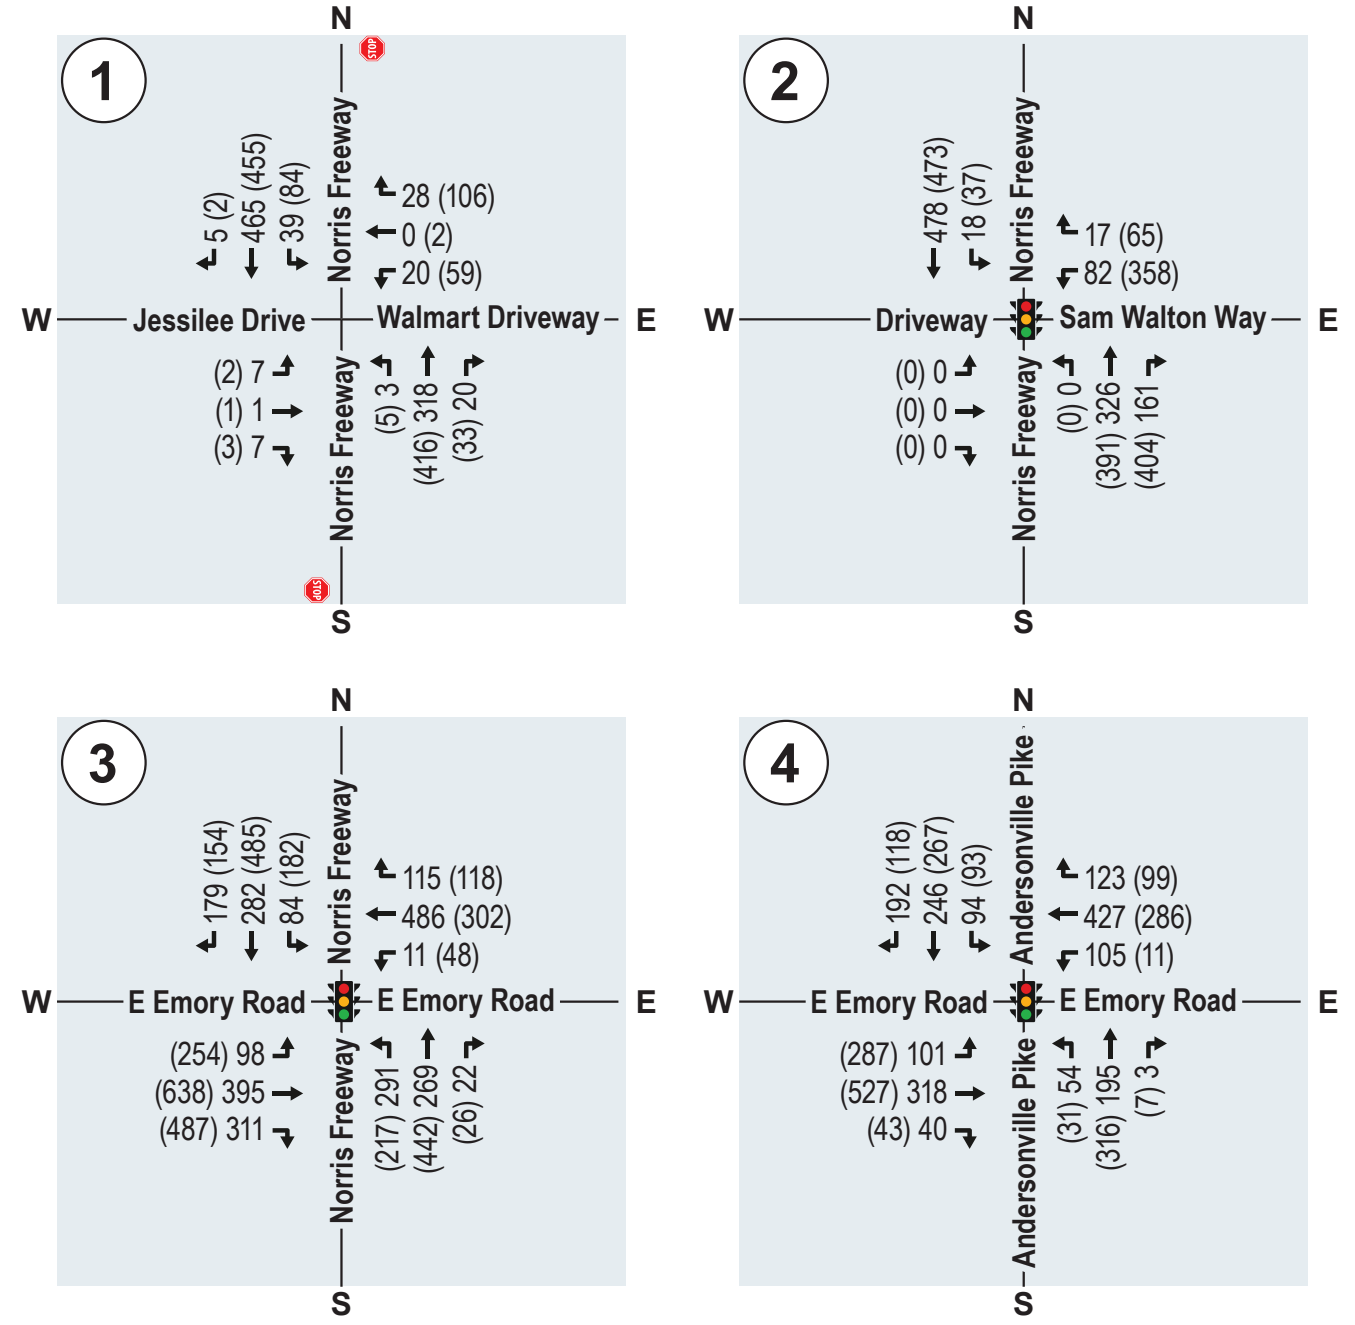 N
1
STOP
5 (2)
465 (455)
39 (84)
Norris Freeway
28 (106)
0 (2)
20 (59)
W
Jessilee Drive
Walmart Driveway
E
(2) 7
(1) 1
(3) 7
Norris Freeway
(5) 3
(416) 318
(33) 20
STOP
S
N
2
478 (473)
18 (37)
Norris Freeway
17 (65)
82 (358)
W
Driveway
Sam Walton Way
E
(0) 0
(0) 0
(0) 0
Norris Freeway
(0) 0
(391) 326
(404) 161
S
N
3
179 (154)
282 (485)
84 (182)
Norris Freeway
115 (118)
486 (302)
11 (48)
W
E Emory Road
E Emory Road
E
(254) 98
(638) 395
(487) 311
Norris Freeway
(217) 291
(442) 269
(26) 22
S
N
4
192 (118)
246 (267)
94 (93)
Andersonville Pike
123 (99)
427 (286)
105 (11)
W
E Emory Road
E Emory Road
E
(287) 101
(527) 318
(43) 40
Andersonville Pike
(31) 54
(316) 195
(7) 3
S